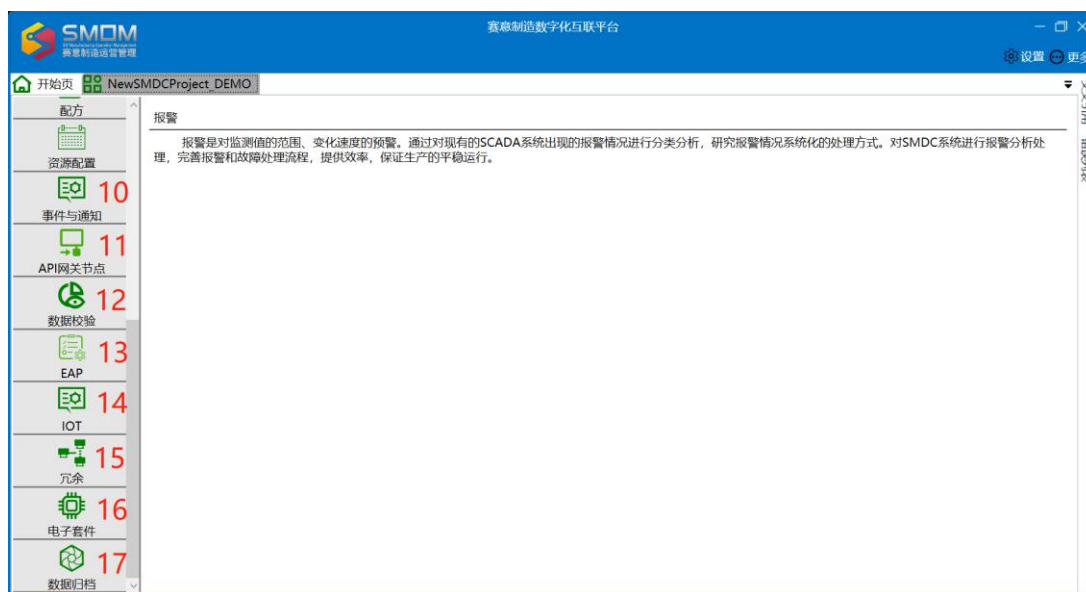 SMOM
赛意制造运营管理
赛意制造数字化互联平台
设置
更多
开始页
NewSMDCProject_DEMO
配方
资源配置
10
事件与通知
11
API网关节点
12
数据校验
13
EAP
14
IOT
15
冗余
16
电子套件
17
数据归档
报警
报警是对监测值的范围、变化速度的预警。通过对现有的SCADA系统出现的报警情况进行分类分析，研究报警情况系统化的处理方式。对SMDC系统进行报警分析处
理，完善报警和故障处理流程，提供效率，保证生产的平稳运行。